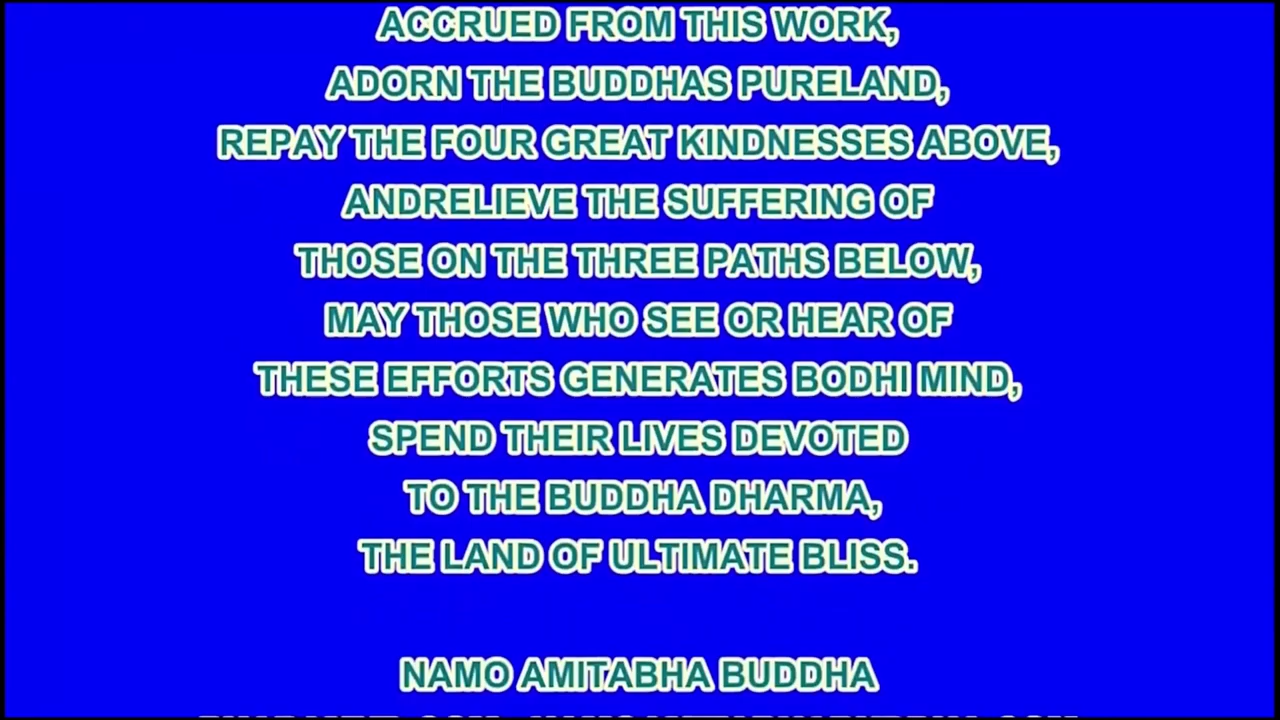 ACCRUED FROM THIS WORK,
ADORN THE BUDDHAS PURELAND,
REPAY THE FOUR GREAT KINDNESSES ABOVE,
ANDRELIEVE THE SUFFERING OF
THOSE ON THE THREE PATHS BELOW,
MAY THOSE WHO SEE OR HEAR OF
THESE EFFORTS GENERATES BODHI MIND,
SPEND THEIR LIVES DEVOTED
TO THE BUDDHA DHARMA,
THE LAND OF ULTIMATE BLISS.
NAMO AMITABHA BUDDHA